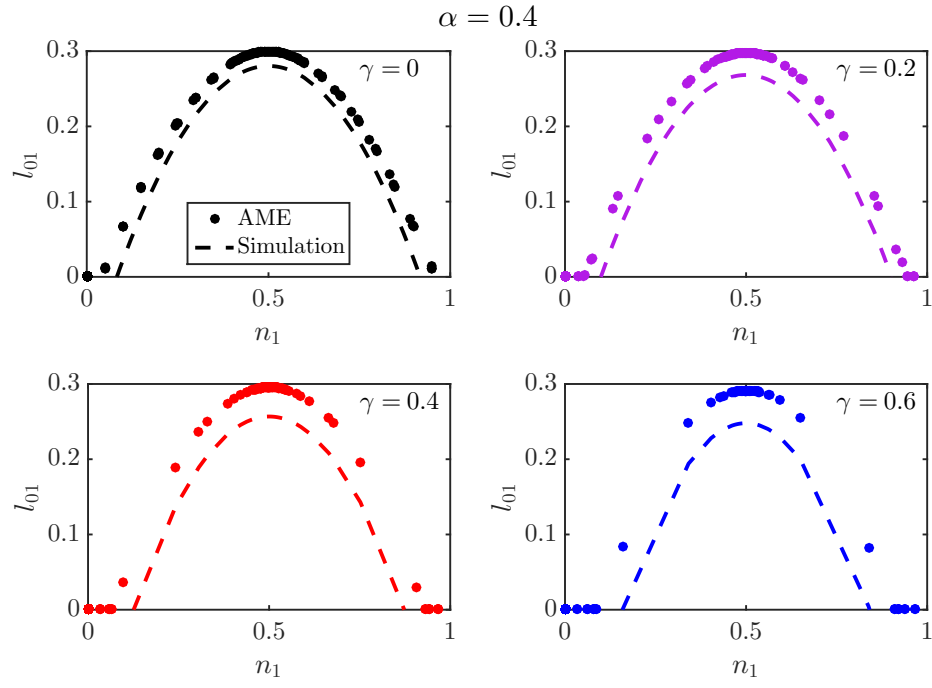 α = 0.4
γ = 0
0.3
0.2
0.1
0
l₀₁
AME
Simulation
0
0.5
1
n₁
γ = 0.2
0.3
0.2
0.1
0
l₀₁
0
0.5
1
n₁
γ = 0.4
0.3
0.2
0.1
0
l₀₁
0
0.5
1
n₁
γ = 0.6
0.3
0.2
0.1
0
l₀₁
0
0.5
1
n₁